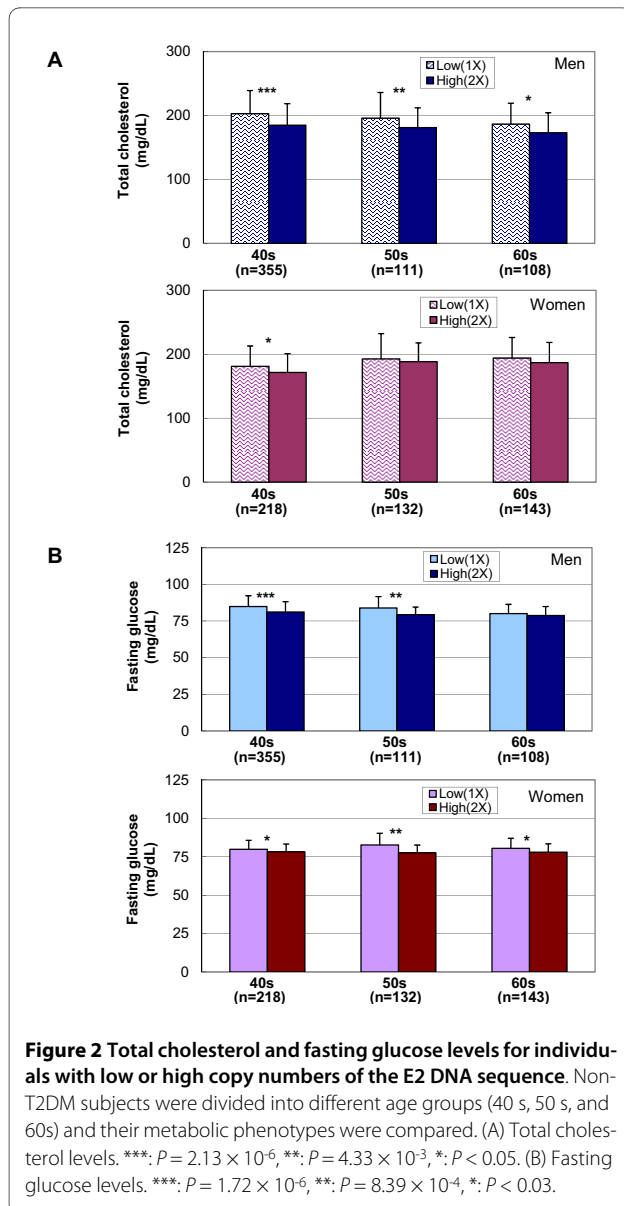 A
Total cholesterol
(mg/dL)
300
200
100
0
Low(1X)
High(2X)
Men
***
**
*
40s
50s
60s
(n=355)
(n=111)
(n=108)
Total cholesterol
(mg/dL)
300
200
100
0
Low(1X)
High(2X)
Women
*
40s
50s
60s
(n=218)
(n=132)
(n=143)
B
Fasting glucose
(mg/dL)
125
100
75
50
25
0
Low(1X)
High(2X)
Men
***
**
40s
50s
60s
(n=355)
(n=111)
(n=108)
Fasting glucose
(mg/dL)
125
100
75
50
25
0
Low(1X)
High(2X)
Women
*
**
*
40s
50s
60s
(n=218)
(n=132)
(n=143)
Figure 2 Total cholesterol and fasting glucose levels for individu-
als with low or high copy numbers of the E2 DNA sequence. Non-
T2DM subjects were divided into different age groups (40 s, 50 s, and
60s) and their metabolic phenotypes were compared. (A) Total choles-
terol levels. ***: P = 2.13 × 10⁻⁶, **: P = 4.33 × 10⁻³, *: P < 0.05. (B) Fasting
glucose levels. ***: P = 1.72 × 10⁻⁶, **: P = 8.39 × 10⁻⁴, *: P < 0.03.